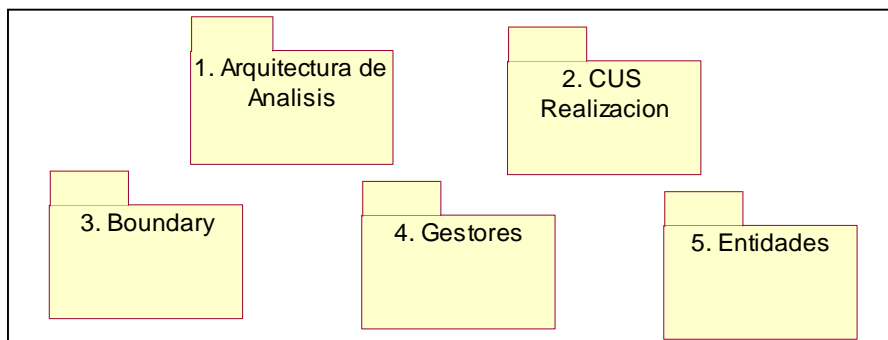 1. Arquitectura de
Analisis
2. CUS
Realizacion
3. Boundary
4. Gestores
5. Entidades